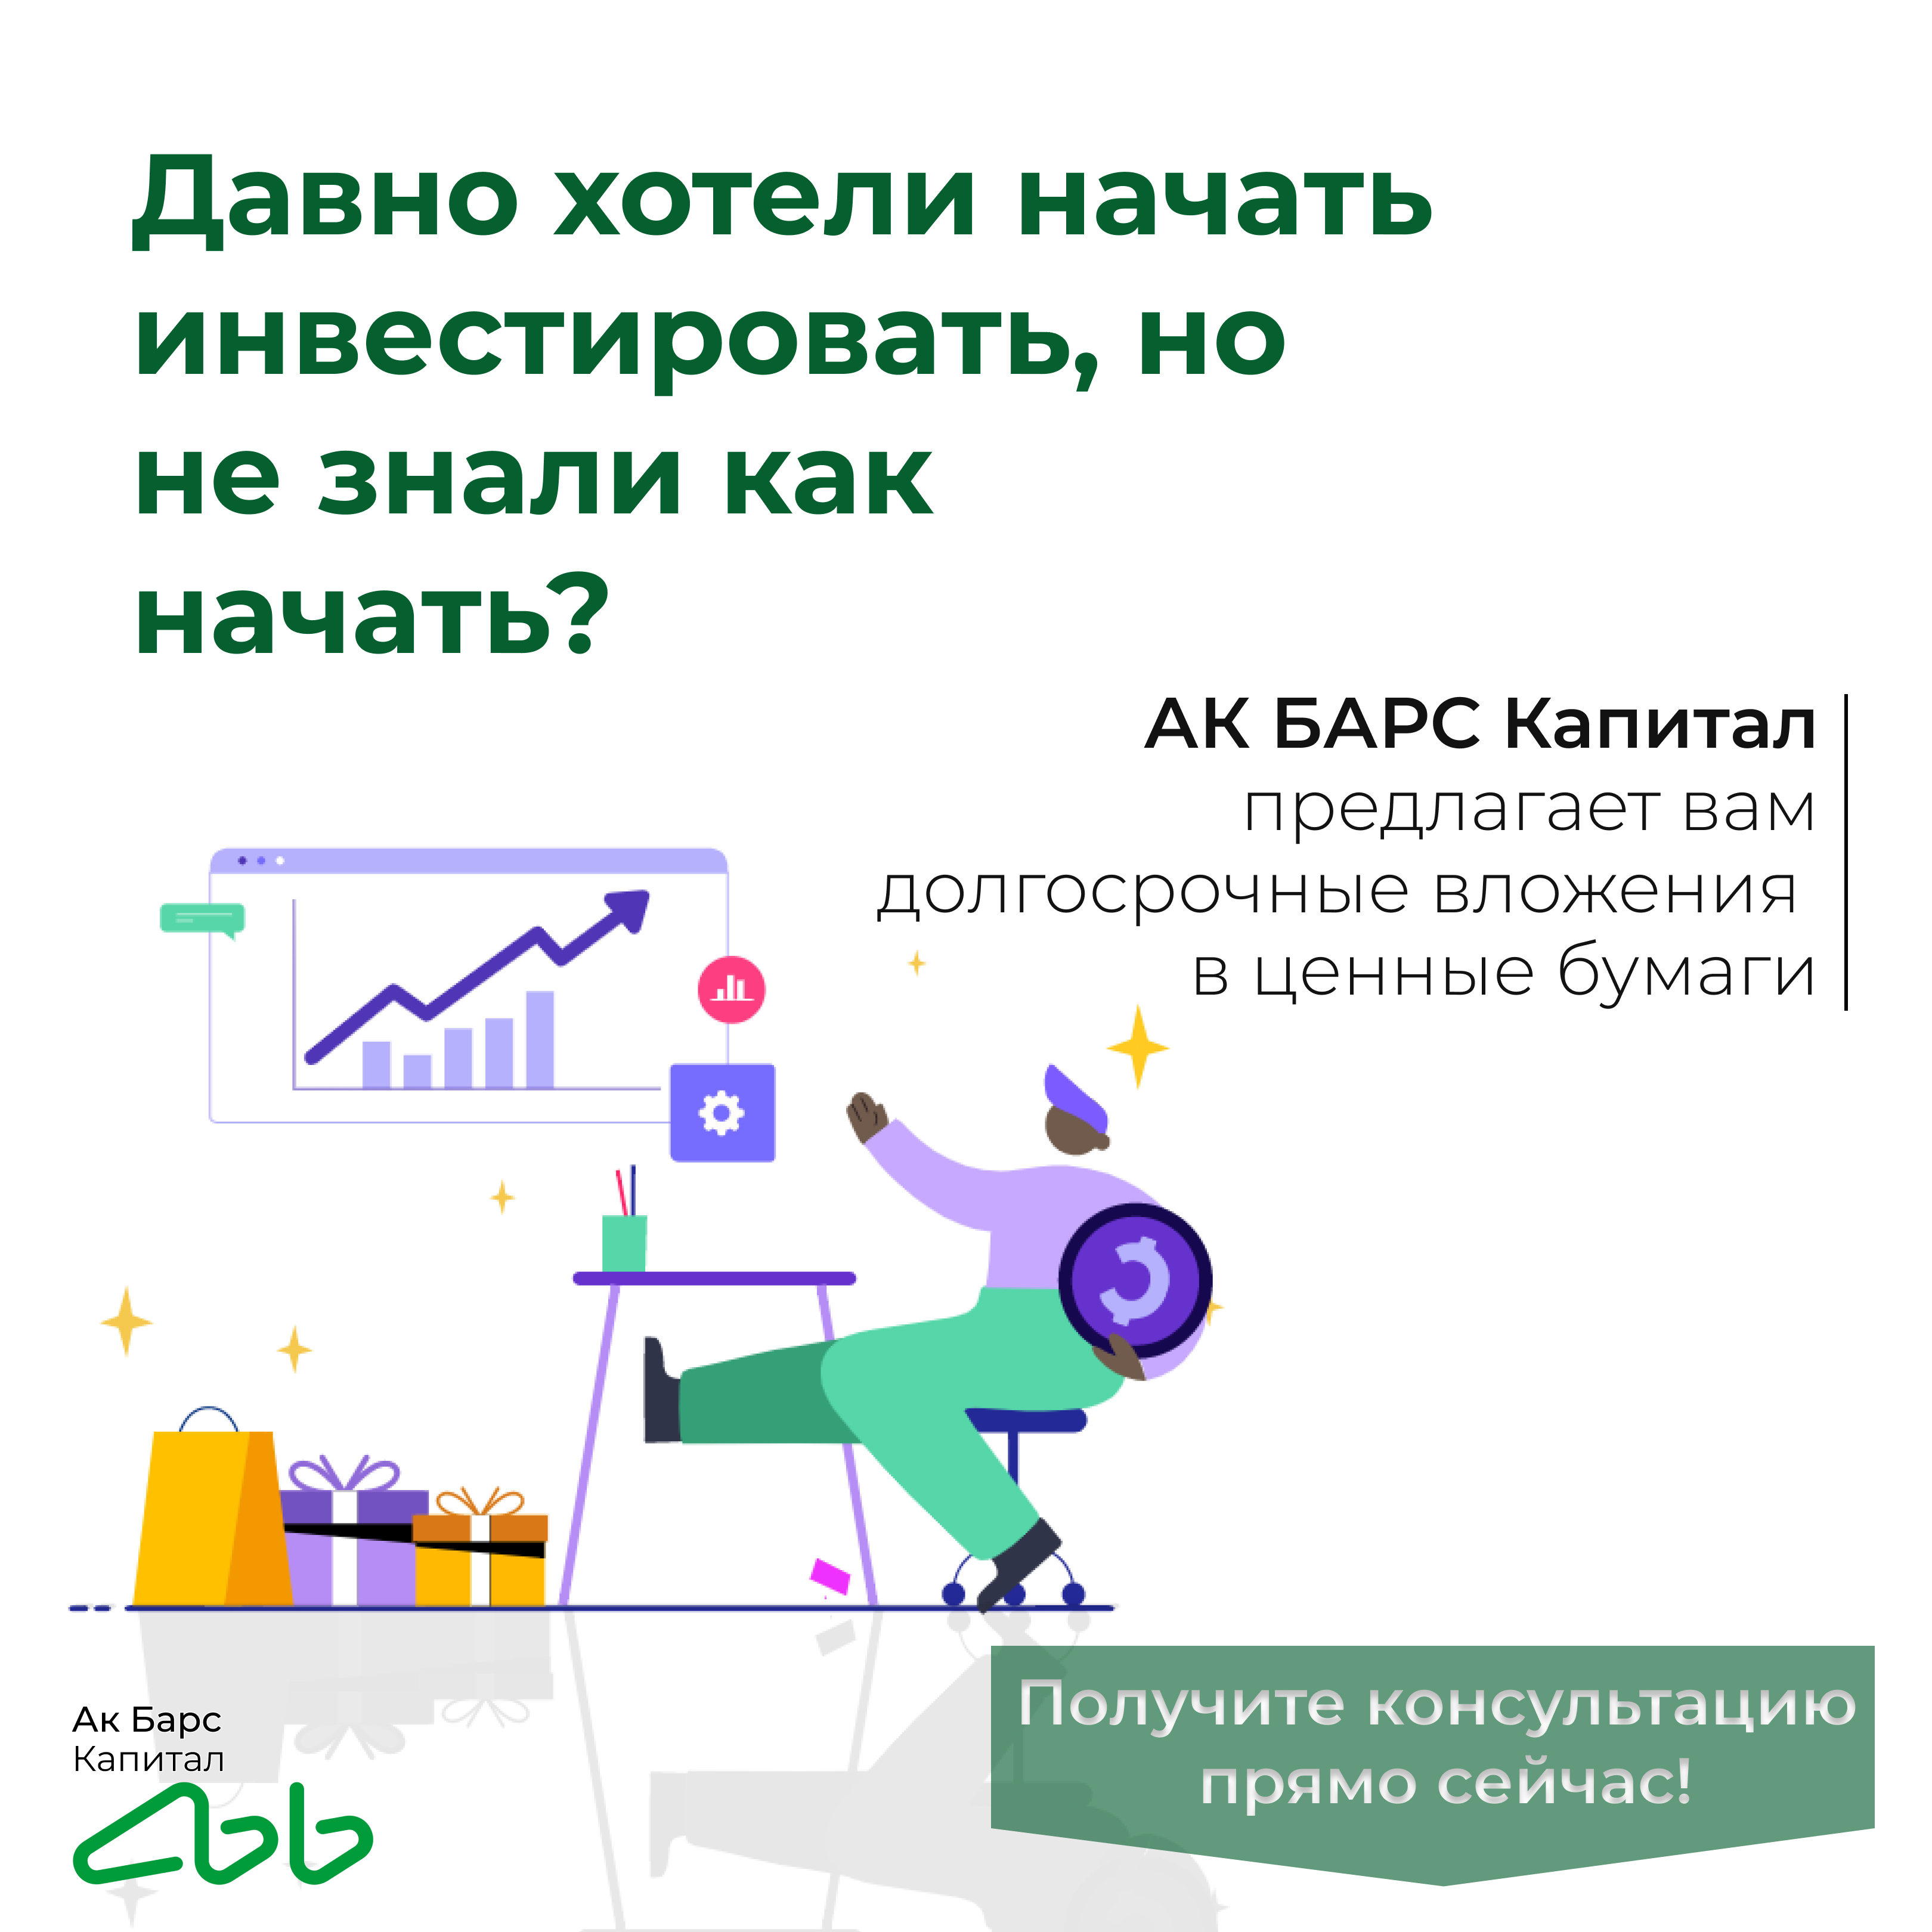 Давно хотели начать
инвестировать, но
не знали как
начать?
АК БАРС Капитал
предлагает вам
долгосрочные вложения
в ценные бумаги
Получите консультацию
прямо сейчас!
Ак Барс
Капитал